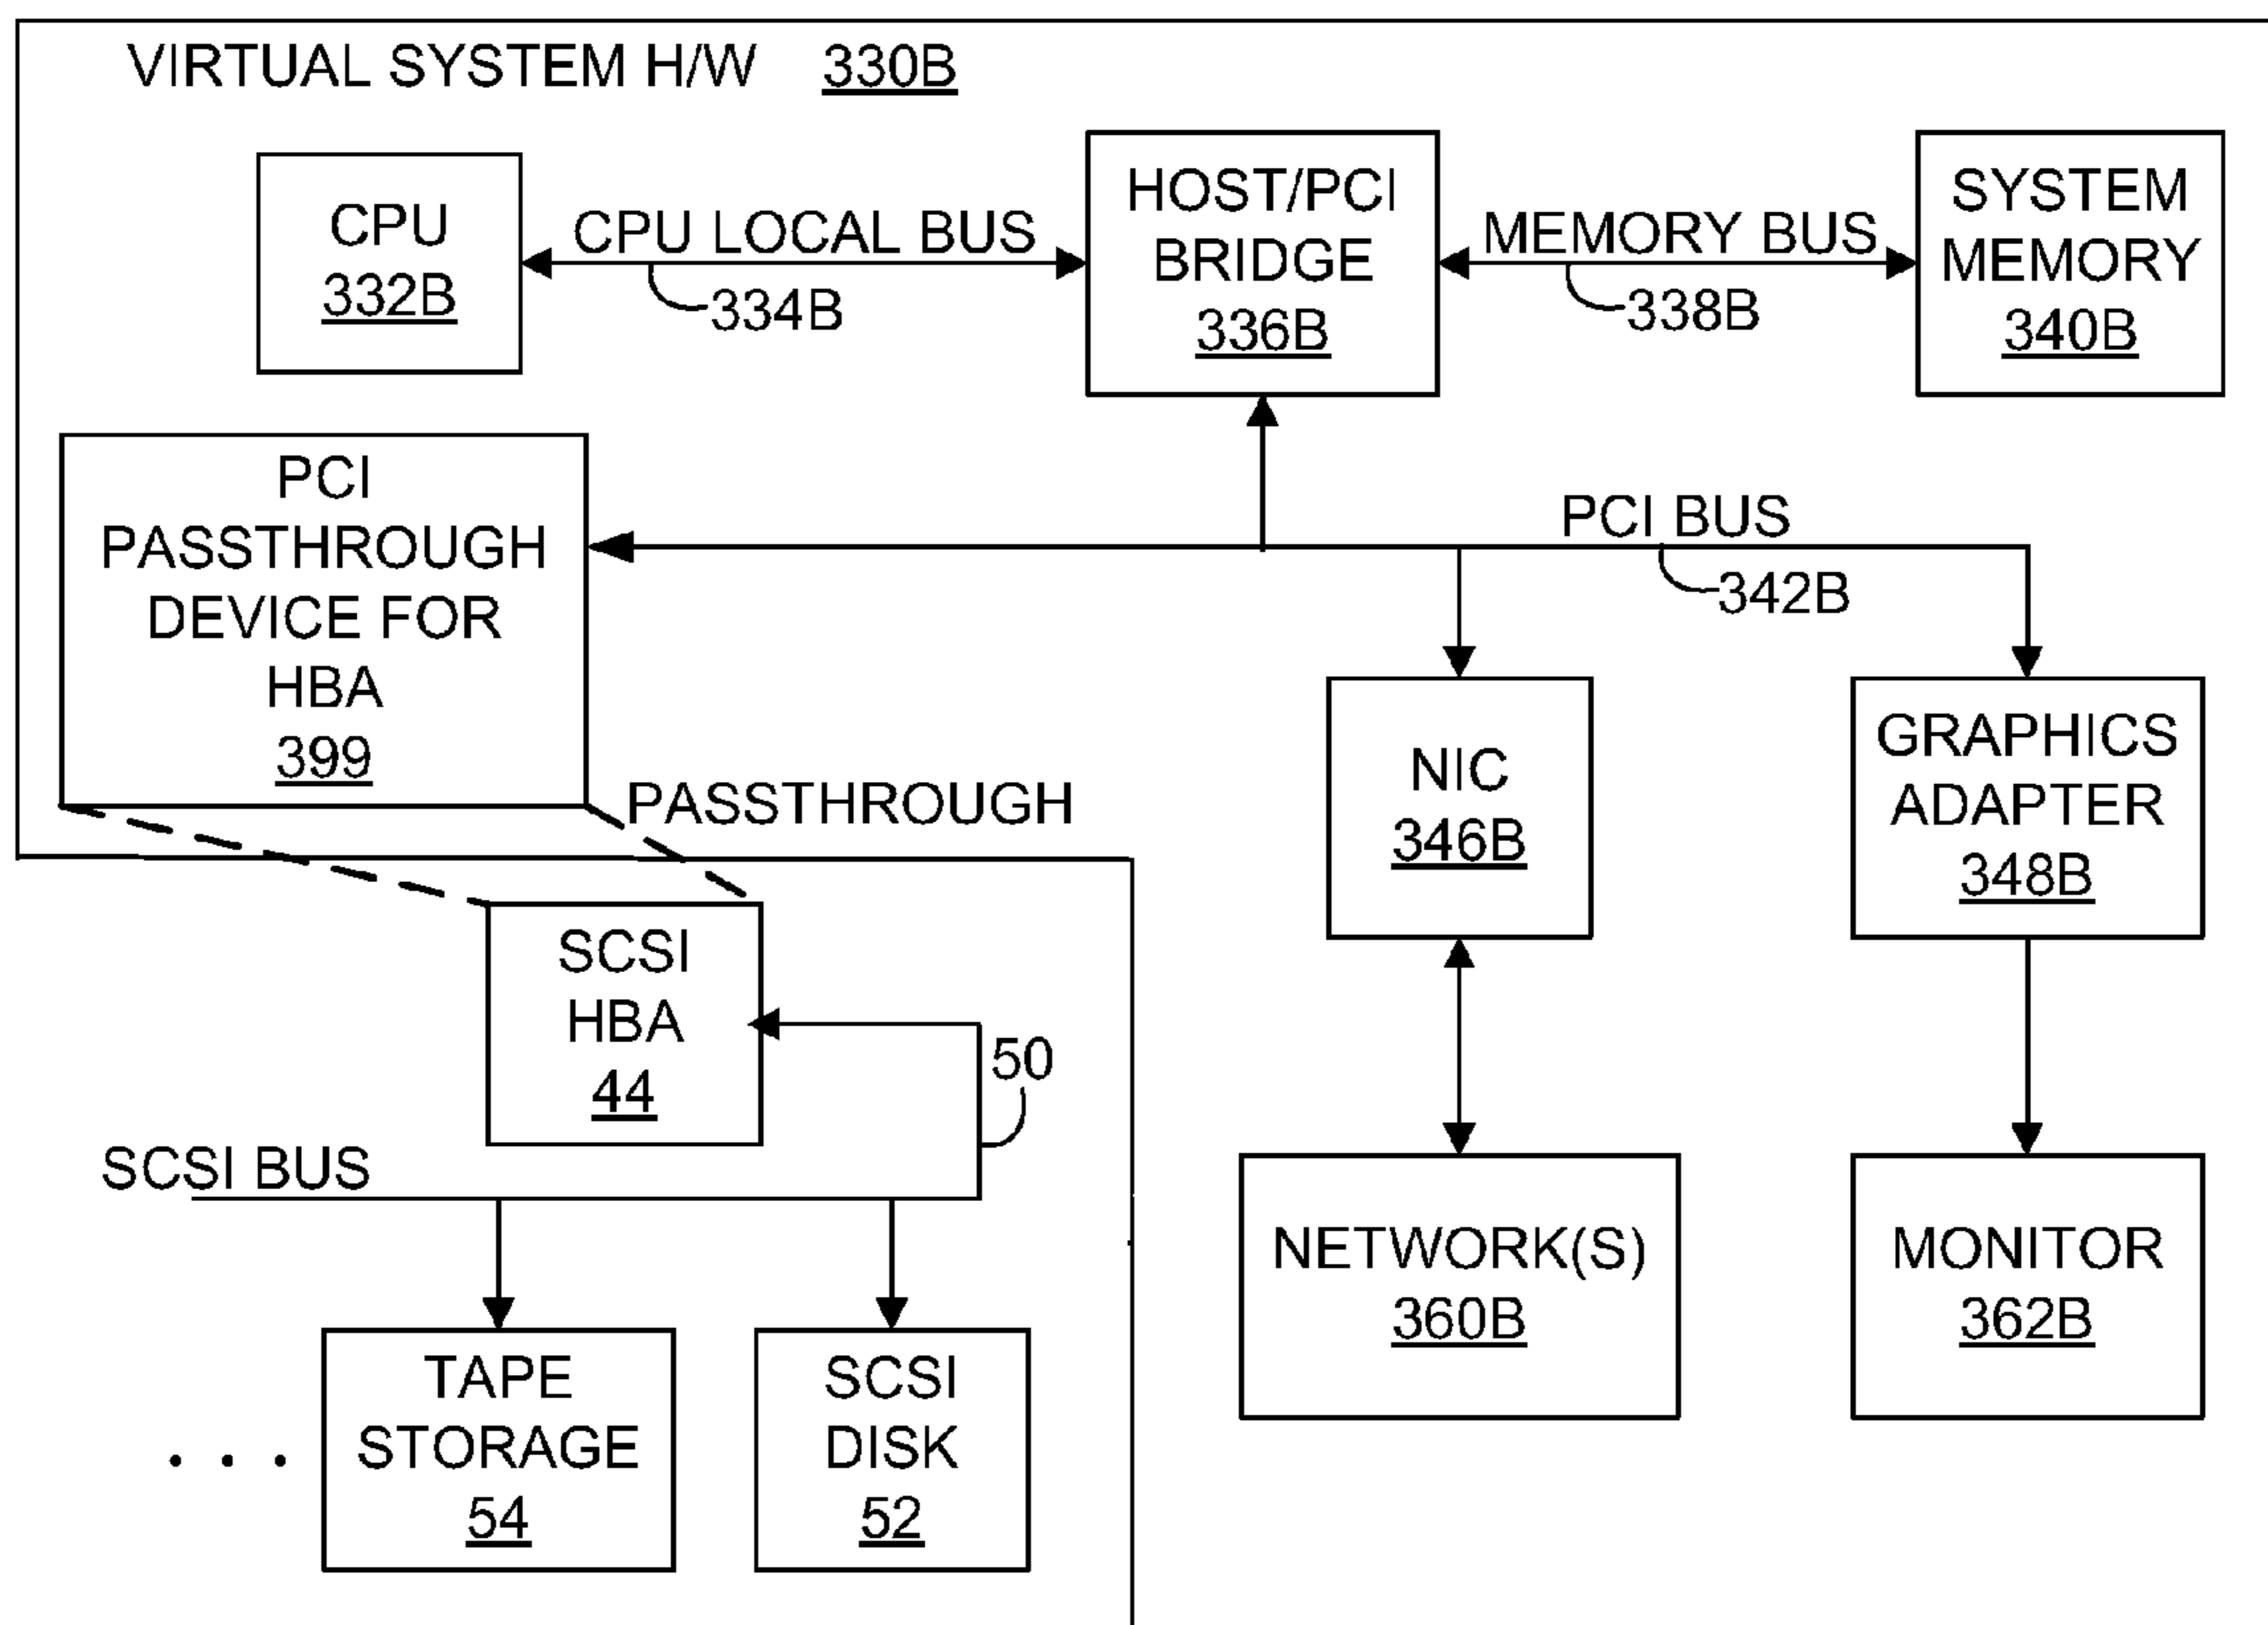 VIRTUAL SYSTEM H/W 330B
CPU
332B
CPU LOCAL BUS
334B
HOST/PCI
BRIDGE
336B
MEMORY BUS
338B
SYSTEM
MEMORY
340B
PCI
PASSTHROUGH
DEVICE FOR
HBA
399
PCI BUS
342B
PASSTHROUGH
NIC
346B
GRAPHICS
ADAPTER
348B
SCSI
HBA
44
50
SCSI BUS
TAPE
STORAGE
54
SCSI
DISK
52
. . .
NETWORK(S)
360B
MONITOR
362B